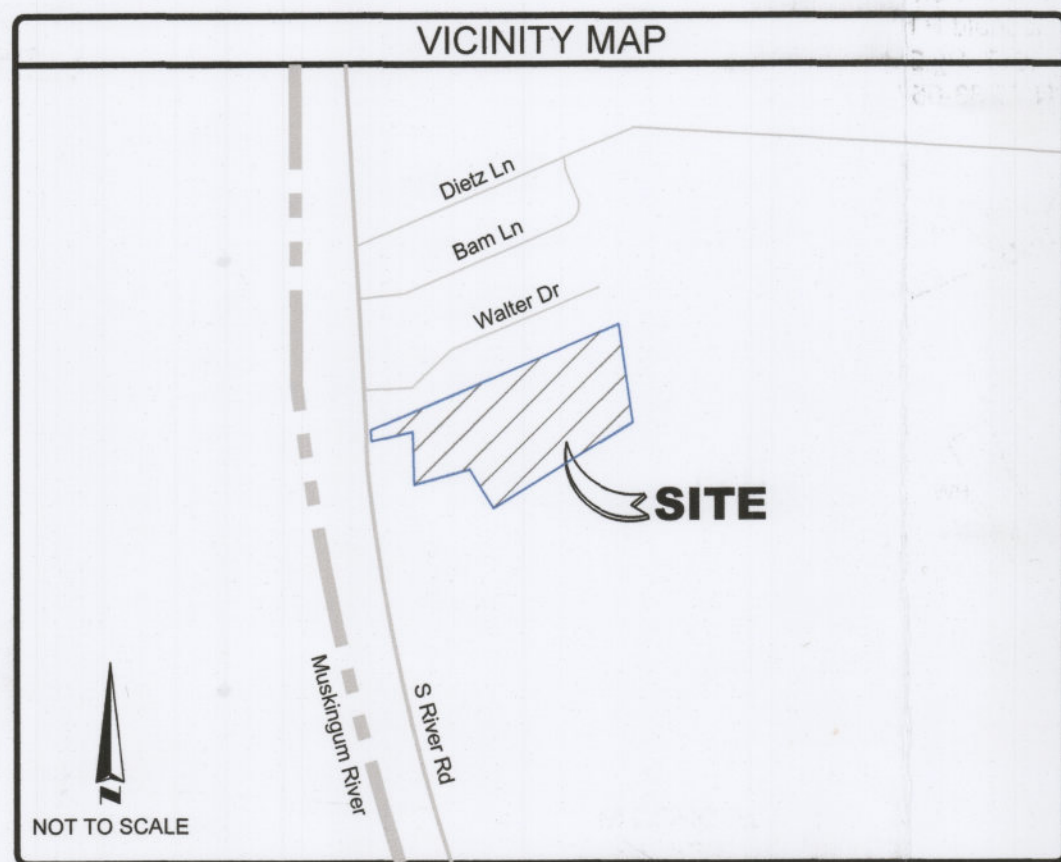 VICINITY MAP
Dietz Ln
Bam Ln
Walter Dr
SITE
Muskingum River
S River Rd
N
NOT TO SCALE